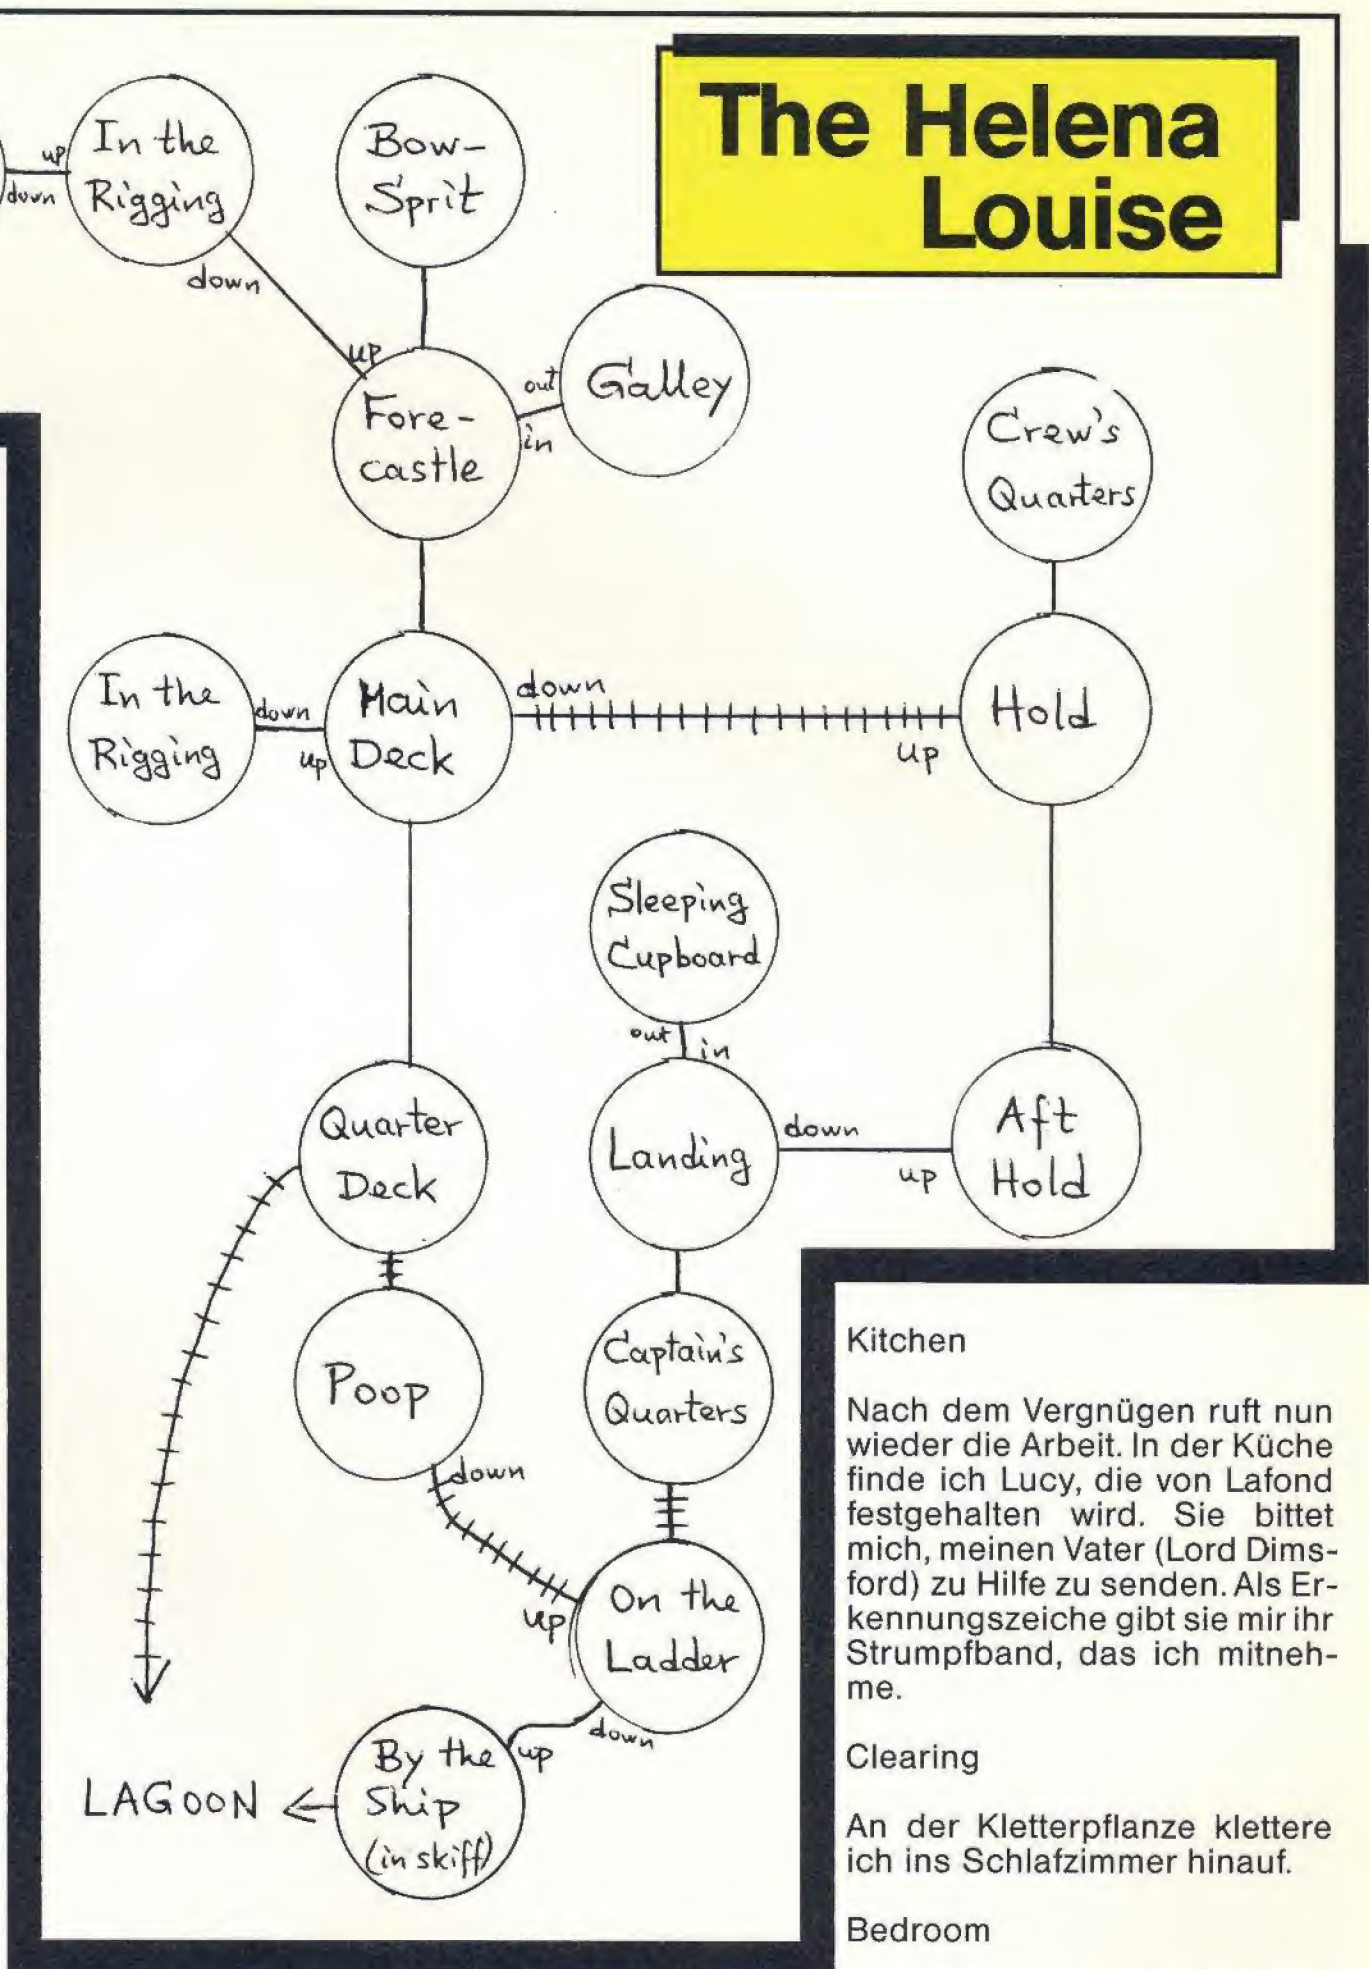 The Helena
Louise
up
down
In the
Rigging
down
Bow-
Sprit
up
Fore-
castle
out
in
Galley
Crew's
Quarters
In the
Rigging
down
up
Main
Deck
down
up
Hold
Sleeping
Cupboard
out
in
Quarter
Deck
Landing
down
up
Aft
Hold
Poop
down
Captain's
Quarters
up
On the
Ladder
down
up
By the
Ship
(in skiff)
LAGOON
Kitchen
Nach dem Vergnügen ruft nun
wieder die Arbeit. In der Küche
finde ich Lucy, die von Lafond
festgehalten wird. Sie bittet
mich, meinen Vater (Lord Dims-
ford) zu Hilfe zu senden. Als Er-
kennungszeiche gibt sie mir ihr
Strumpfband, das ich mitneh-
me.
Clearing
An der Kletterpflanze klettere
ich ins Schlafzimmer hinauf.
Bedroom